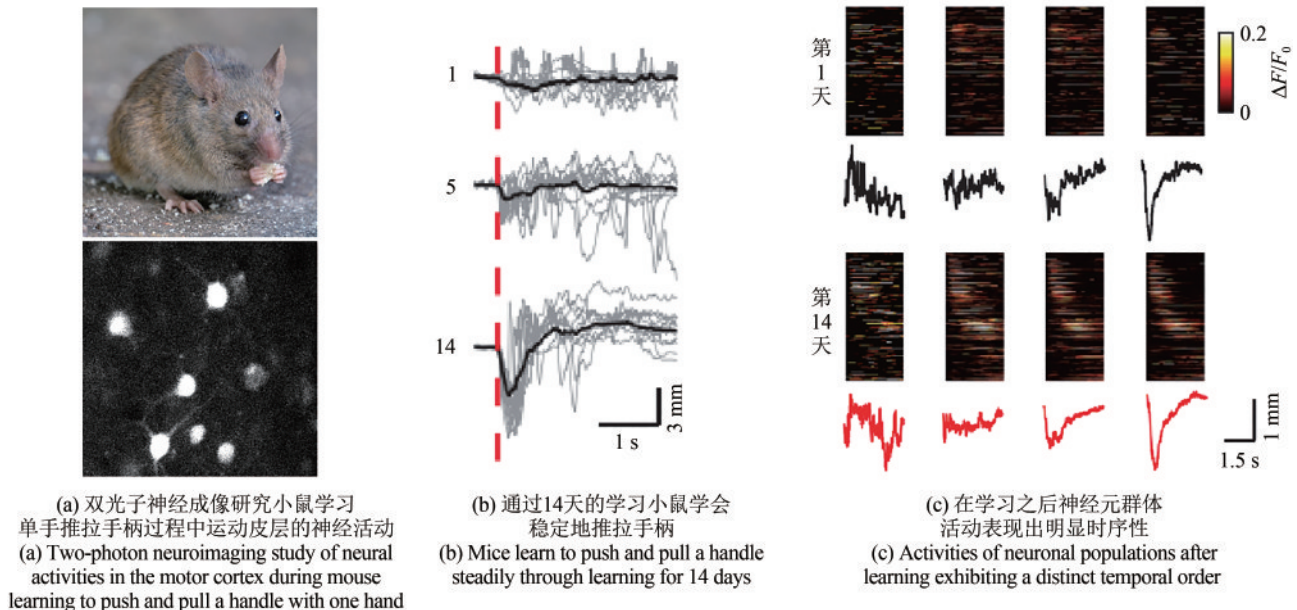 1
5
14
1 s
3 mm
第1天
0.2
0
ΔF/F₀
第14天
1.5 s
1 mm
(a) 双光子神经成像研究小鼠学习
单手推拉手柄过程中运动皮层的神经活动
(a) Two-photon neuroimaging study of neural
activities in the motor cortex during mouse
learning to push and pull a handle with one hand
(b) 通过14天的学习小鼠学会
稳定地推拉手柄
(b) Mice learn to push and pull a handle
steadily through learning for 14 days
(c) 在学习之后神经元群体
活动表现出明显时序性
(c) Activities of neuronal populations after
learning exhibiting a distinct temporal order